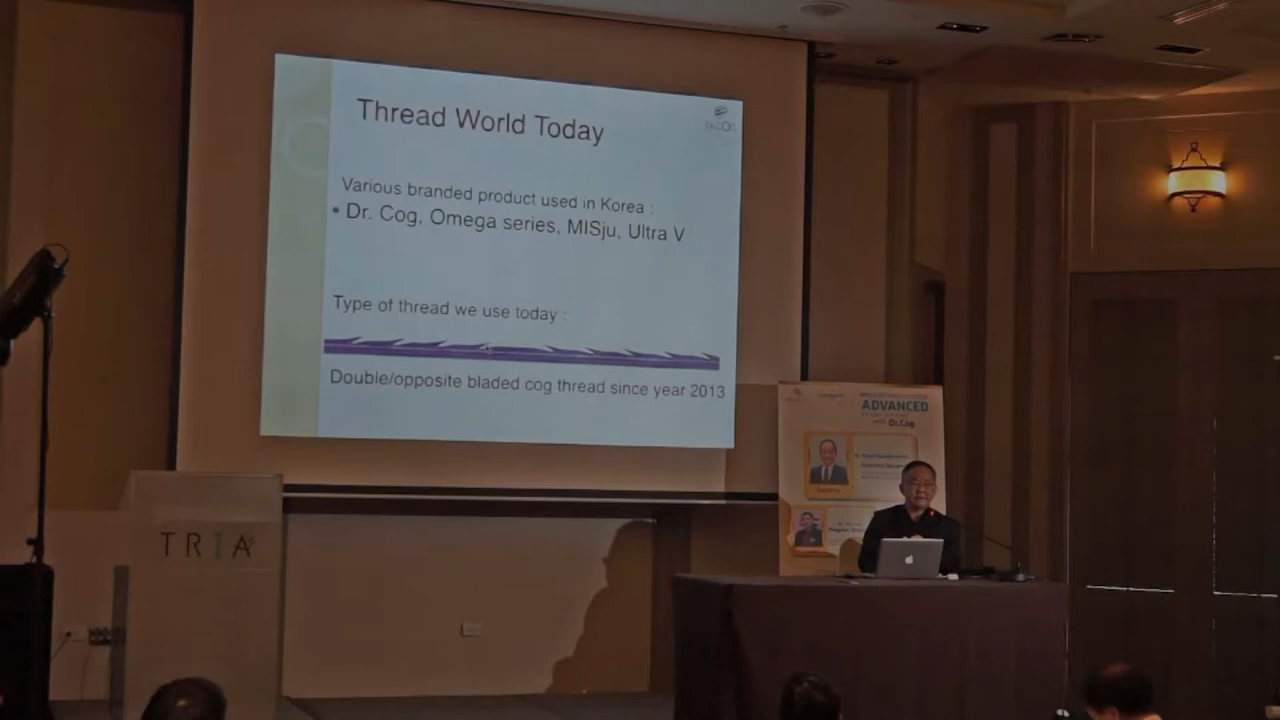 Thread World Today
Various branded product used in Korea :
• Dr. Cog, Omega series, MISju, Ultra V
Type of thread we use today :
Double/opposite bladed cog thread since year 2013
ADVANCED
with Dr.Cog
TRIA